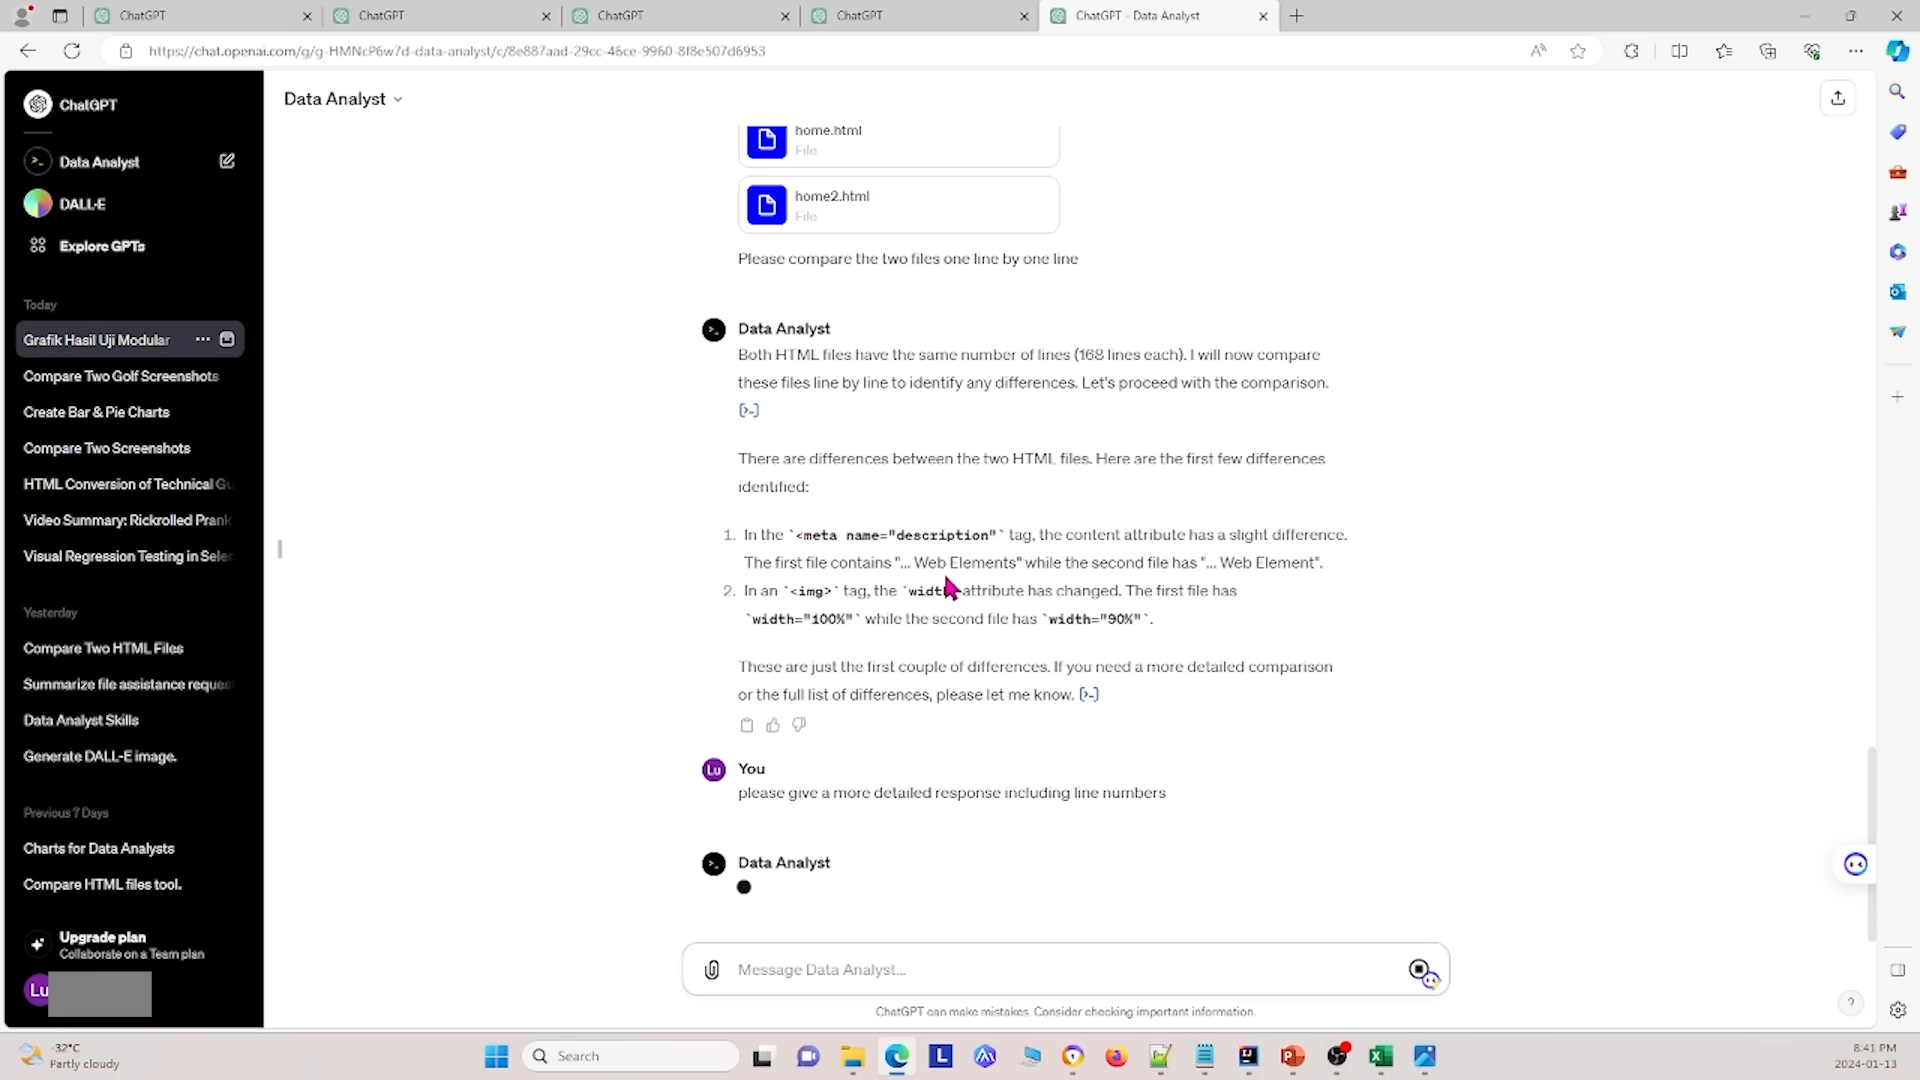 ChatGPT
ChatGPT
ChatGPT
ChatGPT
ChatGPT - Data Analyst
https://chat.openai.com/g/g-HMNcP6w7d-data-analyst/c/8e887aad-29cc-46ce-9960-8f8e507d6953
ChatGPT
Data Analyst
DALL·E
Explore GPTs
Today
Grafik Hasil Uji Modular
Compare Two Golf Screenshots
Create Bar & Pie Charts
Compare Two Screenshots
HTML Conversion of Technical Gu
Video Summary: Rickrolled Prank
Visual Regression Testing in Selen
Yesterday
Compare Two HTML Files
Summarize file assistance reques
Data Analyst Skills
Generate DALL-E image.
Previous 7 Days
Charts for Data Analysts
Compare HTML files tool.
Upgrade plan
Collaborate on a Team plan
Lu
Data Analyst
home.html
File
home2.html
File
Please compare the two files one line by one line
Data Analyst
Both HTML files have the same number of lines (168 lines each). I will now compare
these files line by line to identify any differences. Let's proceed with the comparison.
There are differences between the two HTML files. Here are the first few differences
identified:
1. In the `<meta name="description"` tag, the content attribute has a slight difference.
The first file contains "... Web Elements" while the second file has "... Web Element".
2. In an `<img>` tag, the `width` attribute has changed. The first file has
`width="100%"` while the second file has `width="90%"`.
These are just the first couple of differences. If you need a more detailed comparison
or the full list of differences, please let me know.
Lu
You
please give a more detailed response including line numbers
Data Analyst
Message Data Analyst...
ChatGPT can make mistakes. Consider checking important information.
?
-32°C
Partly cloudy
Search
8:41 PM
2024-01-13